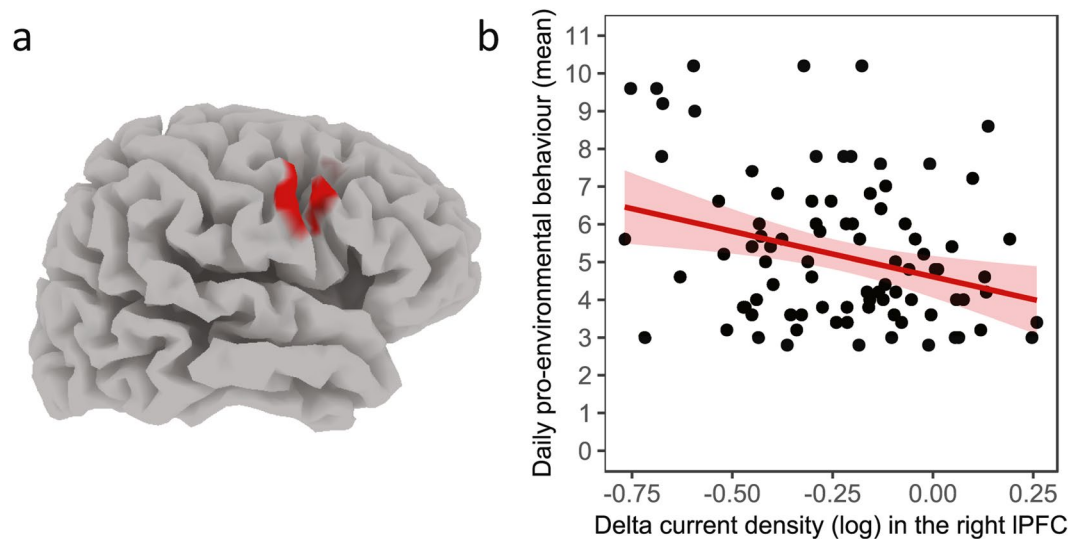 a
b
Daily pro-environmental behaviour (mean)
11
10
9
8
7
6
5
4
3
2
1
0
-0.75 -0.50 -0.25 0.00 0.25
Delta current density (log) in the right lPFC